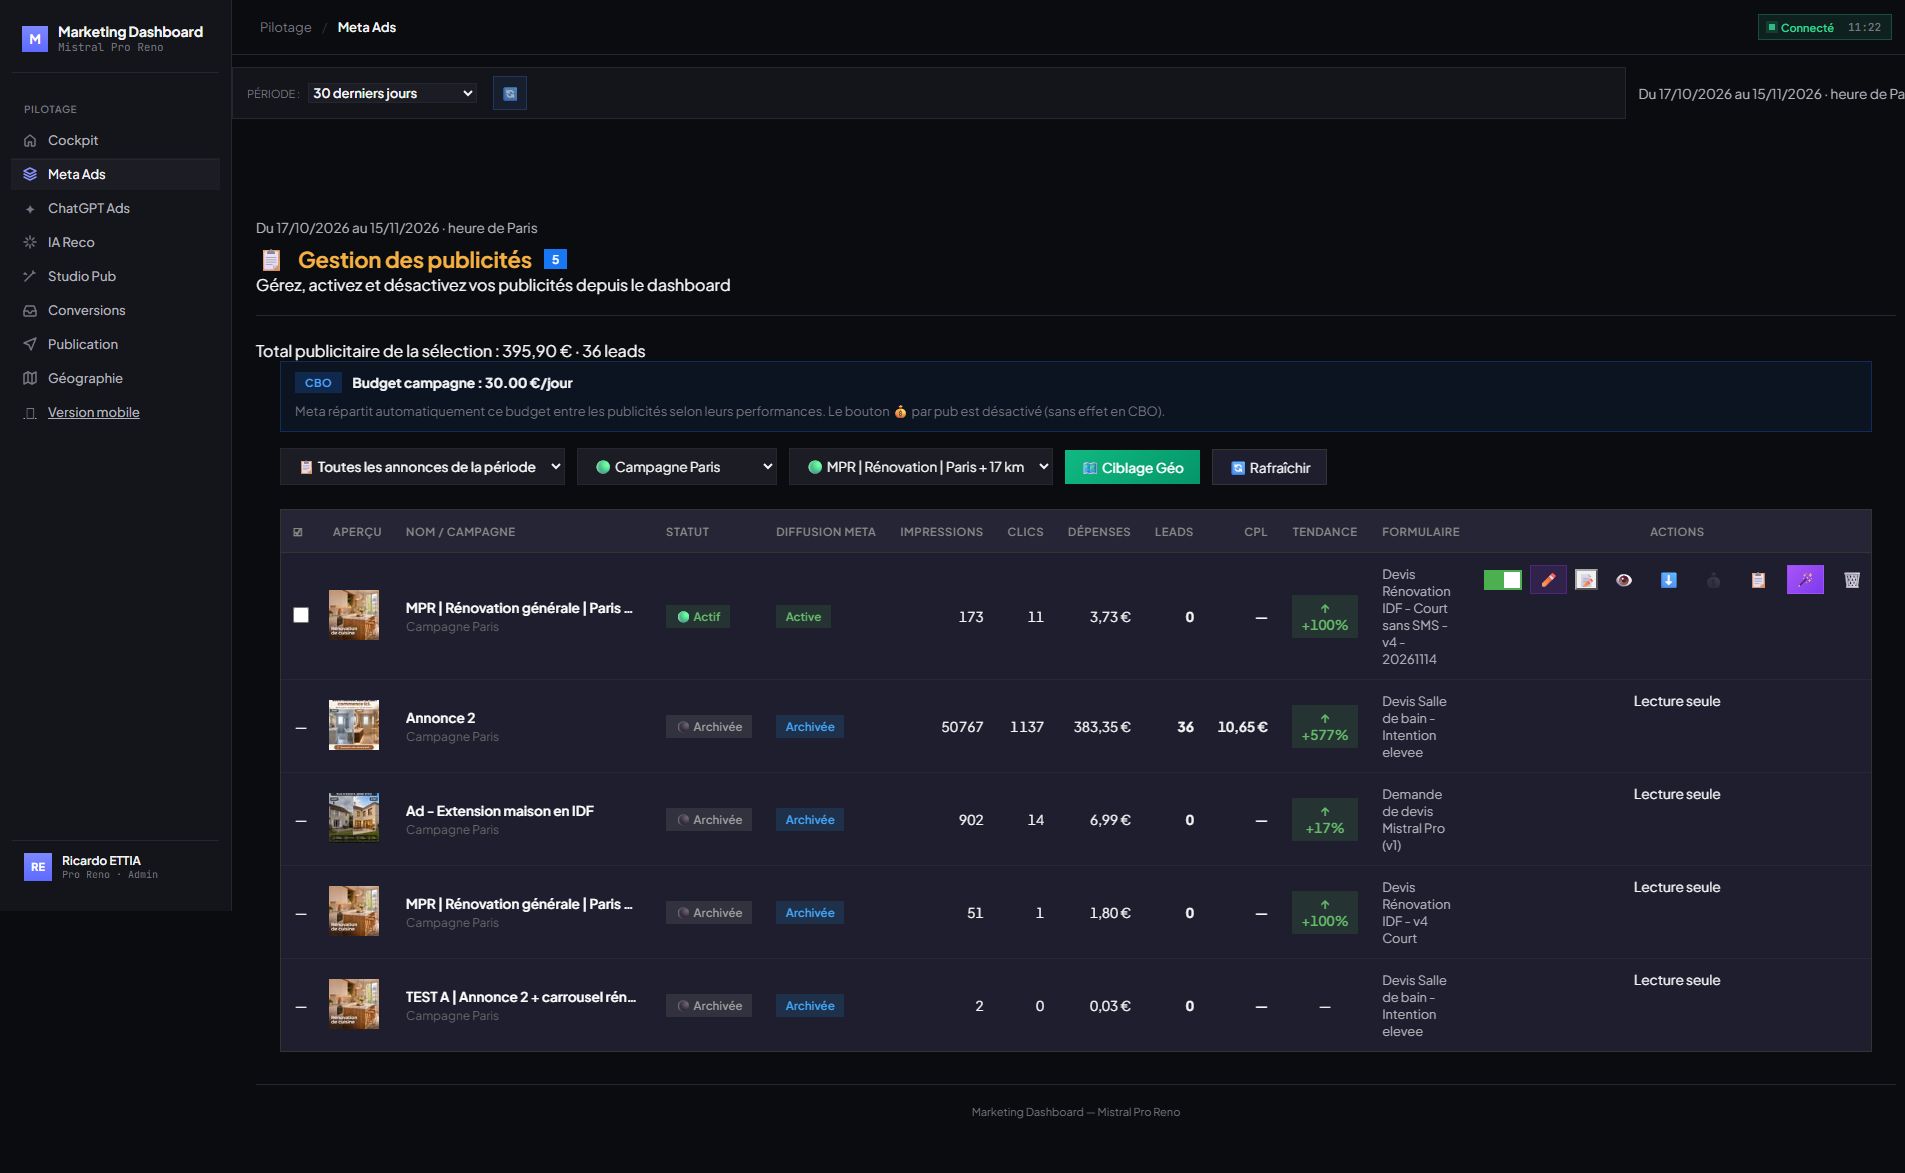 M Marketing Dashboard
Mistral Pro Reno
PILOTAGE
Cockpit
Meta Ads
ChatGPT Ads
IA Reco
Studio Pub
Conversions
Publication
Géographie
Version mobile
RE Ricardo ETTIA
Pro Reno · Admin
Pilotage / Meta Ads
Connecté 11:22
PÉRIODE : 30 derniers jours
Du 17/10/2026 au 15/11/2026 · heure de Pa
Du 17/10/2026 au 15/11/2026 · heure de Paris
Gestion des publicités 5
Gérez, activez et désactivez vos publicités depuis le dashboard
Total publicitaire de la sélection : 395,90 € · 36 leads
CBO Budget campagne : 30.00 €/jour
Meta répartit automatiquement ce budget entre les publicités selon leurs performances. Le bouton 💰 par pub est désactivé (sans effet en CBO).
Toutes les annonces de la période Campagne Paris MPR | Rénovation | Paris + 17 km Ciblage Géo Rafraîchir
APERÇU NOM / CAMPAGNE STATUT DIFFUSION META IMPRESSIONS CLICS DÉPENSES LEADS CPL TENDANCE FORMULAIRE ACTIONS
MPR | Rénovation générale | Paris ...
Campagne Paris
Actif Active 173 11 3,73 € 0 — ↑ +100%
Devis
Rénovation
IDF - Court
sans SMS -
v4 -
20261114
Annonce 2
Campagne Paris
— Archivée Archivée 50767 1137 383,35 € 36 10,65 € ↑ +577%
Devis Salle
de bain -
Intention
elevee
Lecture seule
Ad - Extension maison en IDF
Campagne Paris
— Archivée Archivée 902 14 6,99 € 0 — ↑ +17%
Demande
de devis
Mistral Pro
(v1)
Lecture seule
MPR | Rénovation générale | Paris ...
Campagne Paris
— Archivée Archivée 51 1 1,80 € 0 — ↑ +100%
Devis
Rénovation
IDF - v4
Court
Lecture seule
TEST A | Annonce 2 + carrousel rén...
Campagne Paris
— Archivée Archivée 2 0 0,03 € 0 — —
Devis Salle
de bain -
Intention
elevee
Lecture seule
Marketing Dashboard — Mistral Pro Reno